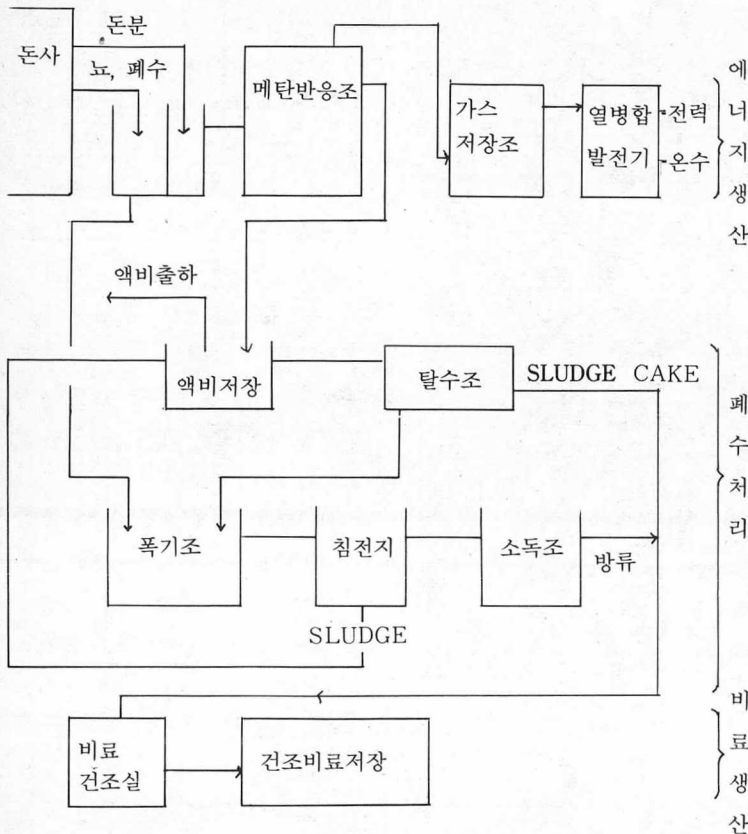 돈분
돈사
뇨, 폐수
메탄반응조
가스
저장조
열병합
발전기
전력
온수
에너지생산
액비출하
액비저장
탈수조
SLUDGE CAKE
폐수처리
폭기조
침전지
소독조
방류
SLUDGE
비료
건조실
건조비료저장
비료생산